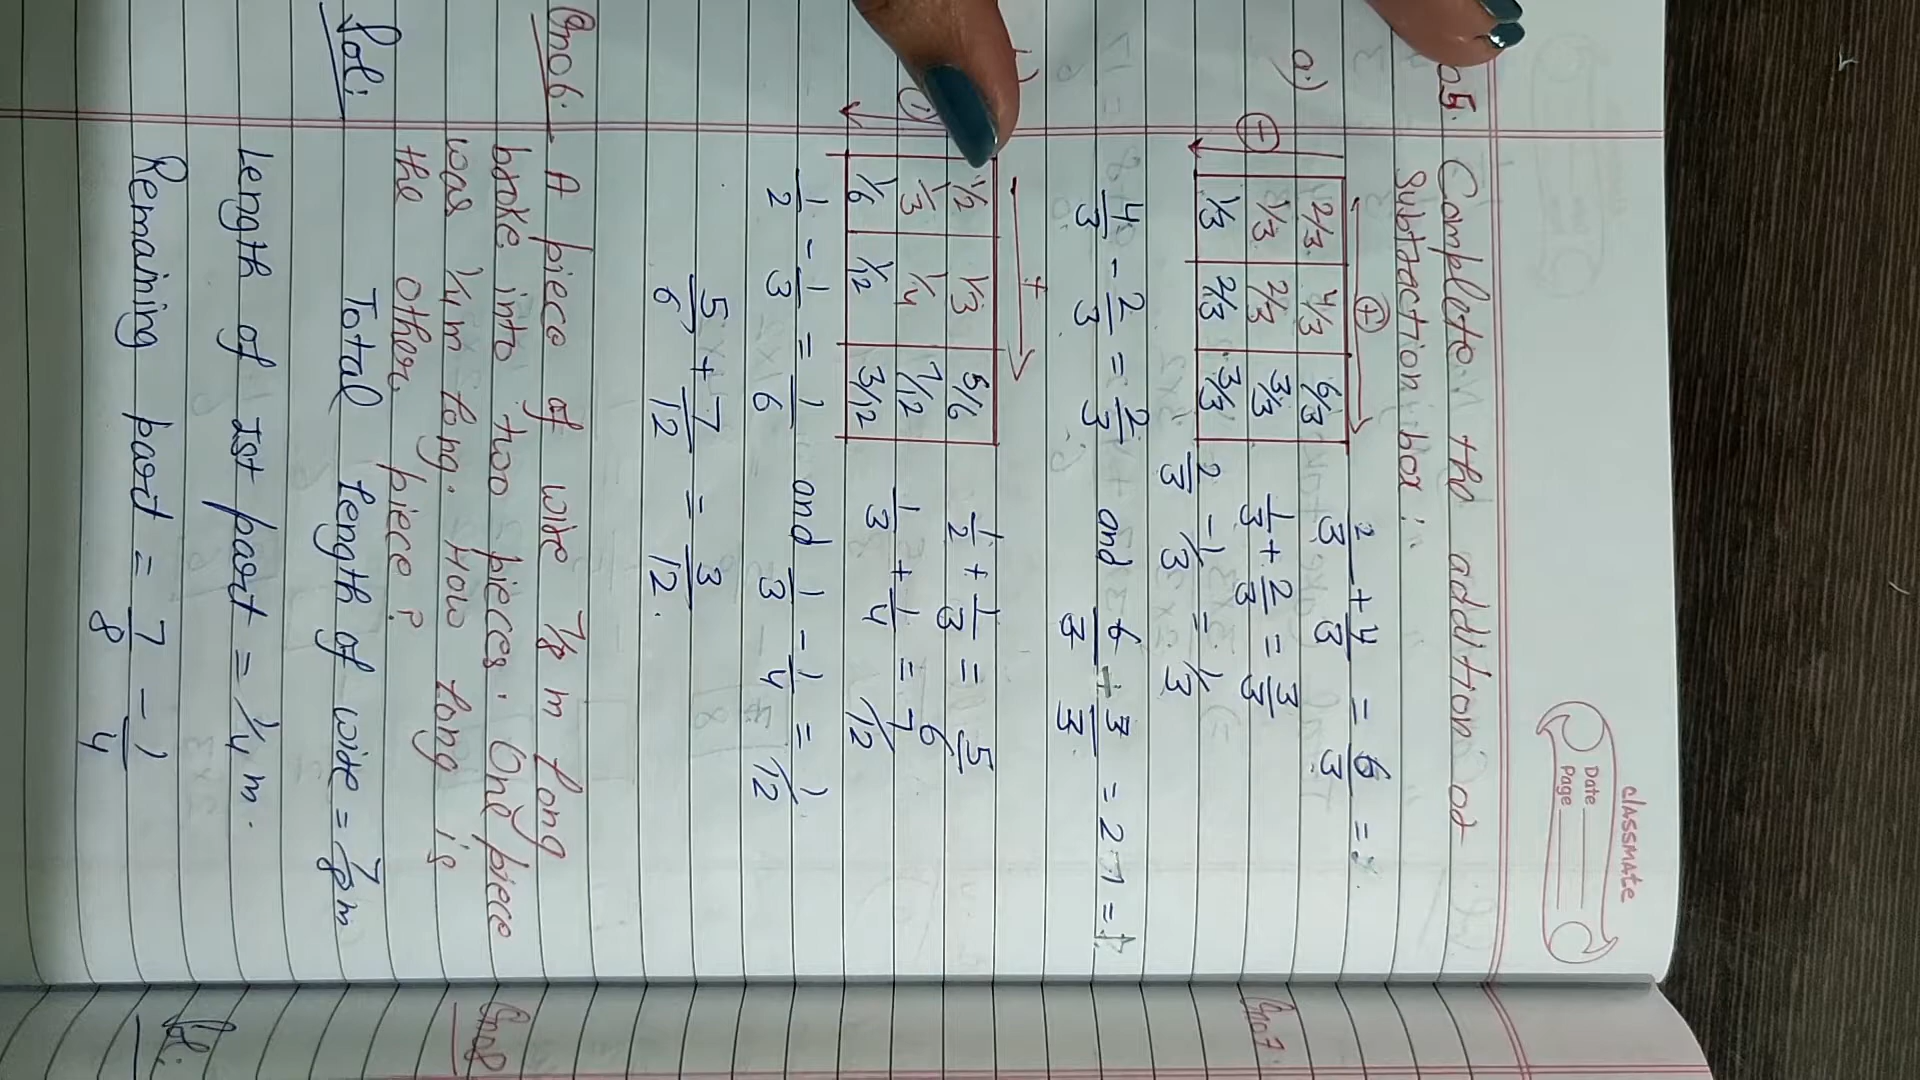 classmate
Date
Page
Q5. Complete the addition of
Subtraction box :
a)
+
2/3 4/3 6/3
1/3 2/3 3/3
1/3 2/3 3/3
−
2/3 + 4/3 = 6/3 =
1/3 + 2/3 = 3/3
2/3 - 1/3 = 1/3
4/3 - 2/3 = 2/3 and 6/3 + 3/3 = 2
+
1/2 1/3 5/6
1/3 1/4 7/12
1/6 1/12 3/12
1/2 + 1/3 = 5/6
1/3 + 1/4 = 7/12
1/2 - 1/3 = 1/6 and 1/3 - 1/4 = 1/12
5/6 + 7/12 = 3/12.
Qno6. A piece of wire 7/8 m long
broke into two pieces. One piece
was 1/4 m long. How long is
the other piece?
Sol: Total length of wire = 7/8 m
Length of Ist part = 1/4 m.
Remaining part = 7/8 - 1/4
Qno7.
Qno8
Sol: